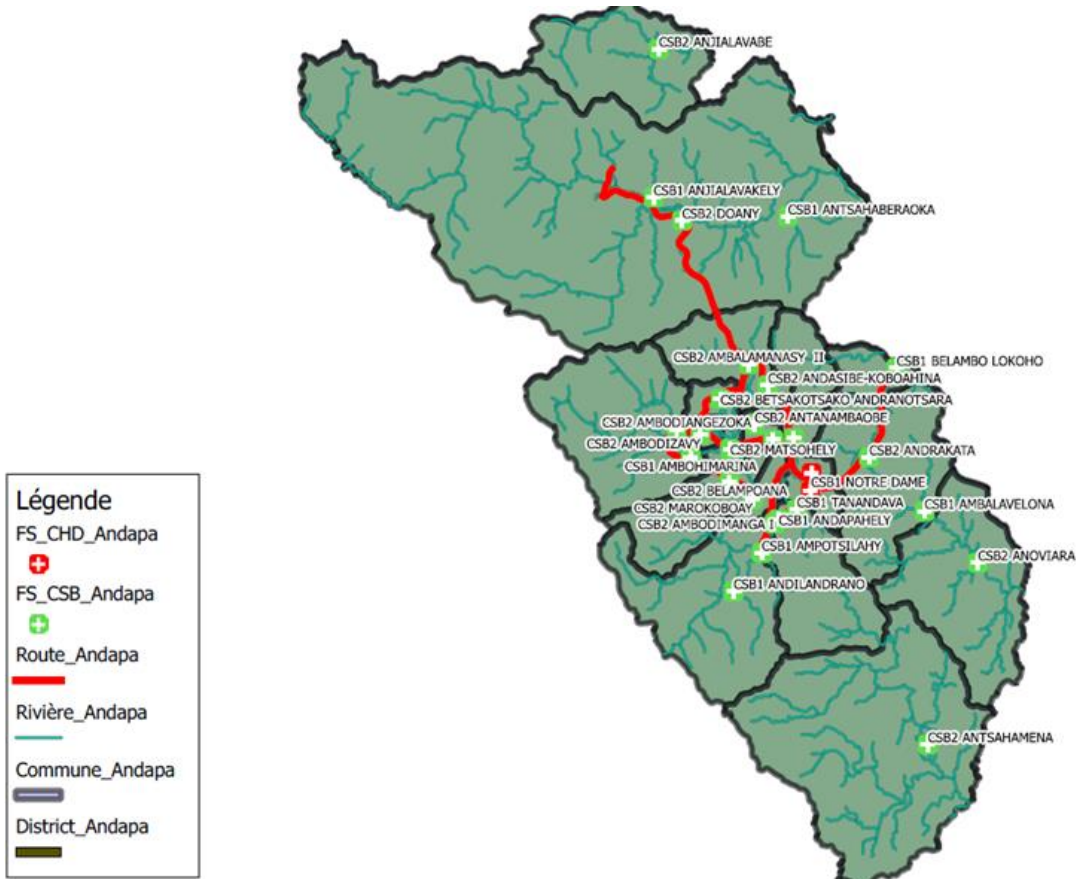 CSB2 ANJIALAVABE
CSB1 ANJIALAVAKELY
CSB2 DOANY
CSB1 ANTSAHABERAOKA
CSB2 AMBALAMANASY II
CSB1 BELAMBO LOKOHO
CSB2 ANDASIBE-KOBOAHINA
CSB2 BETSAKOTSAKO ANDRANOTSARA
CSB2 AMBODIANGEZOKA
CSB2 ANTANAMBAOBE
CSB2 AMBODIZAVY
CSB2 MATSOHELY
CSB2 ANDRAKATA
CSB1 AMBOHIMARINA
CSB1 NOTRE DAME
CSB2 BELAMPOANA
CSB1 TANANDAVA
CSB1 AMBALAVELONA
CSB2 MAROKOBOAY
CSB2 AMBODIMANGA I
CSB1 ANDAPAHELY
CSB1 AMPOTSILAHY
CSB2 ANOVIARA
CSB1 ANDILANDRANO
CSB2 ANTSAHAMENA
Légende
FS_CHD_Andapa
FS_CSB_Andapa
Route_Andapa
Rivière_Andapa
Commune_Andapa
District_Andapa